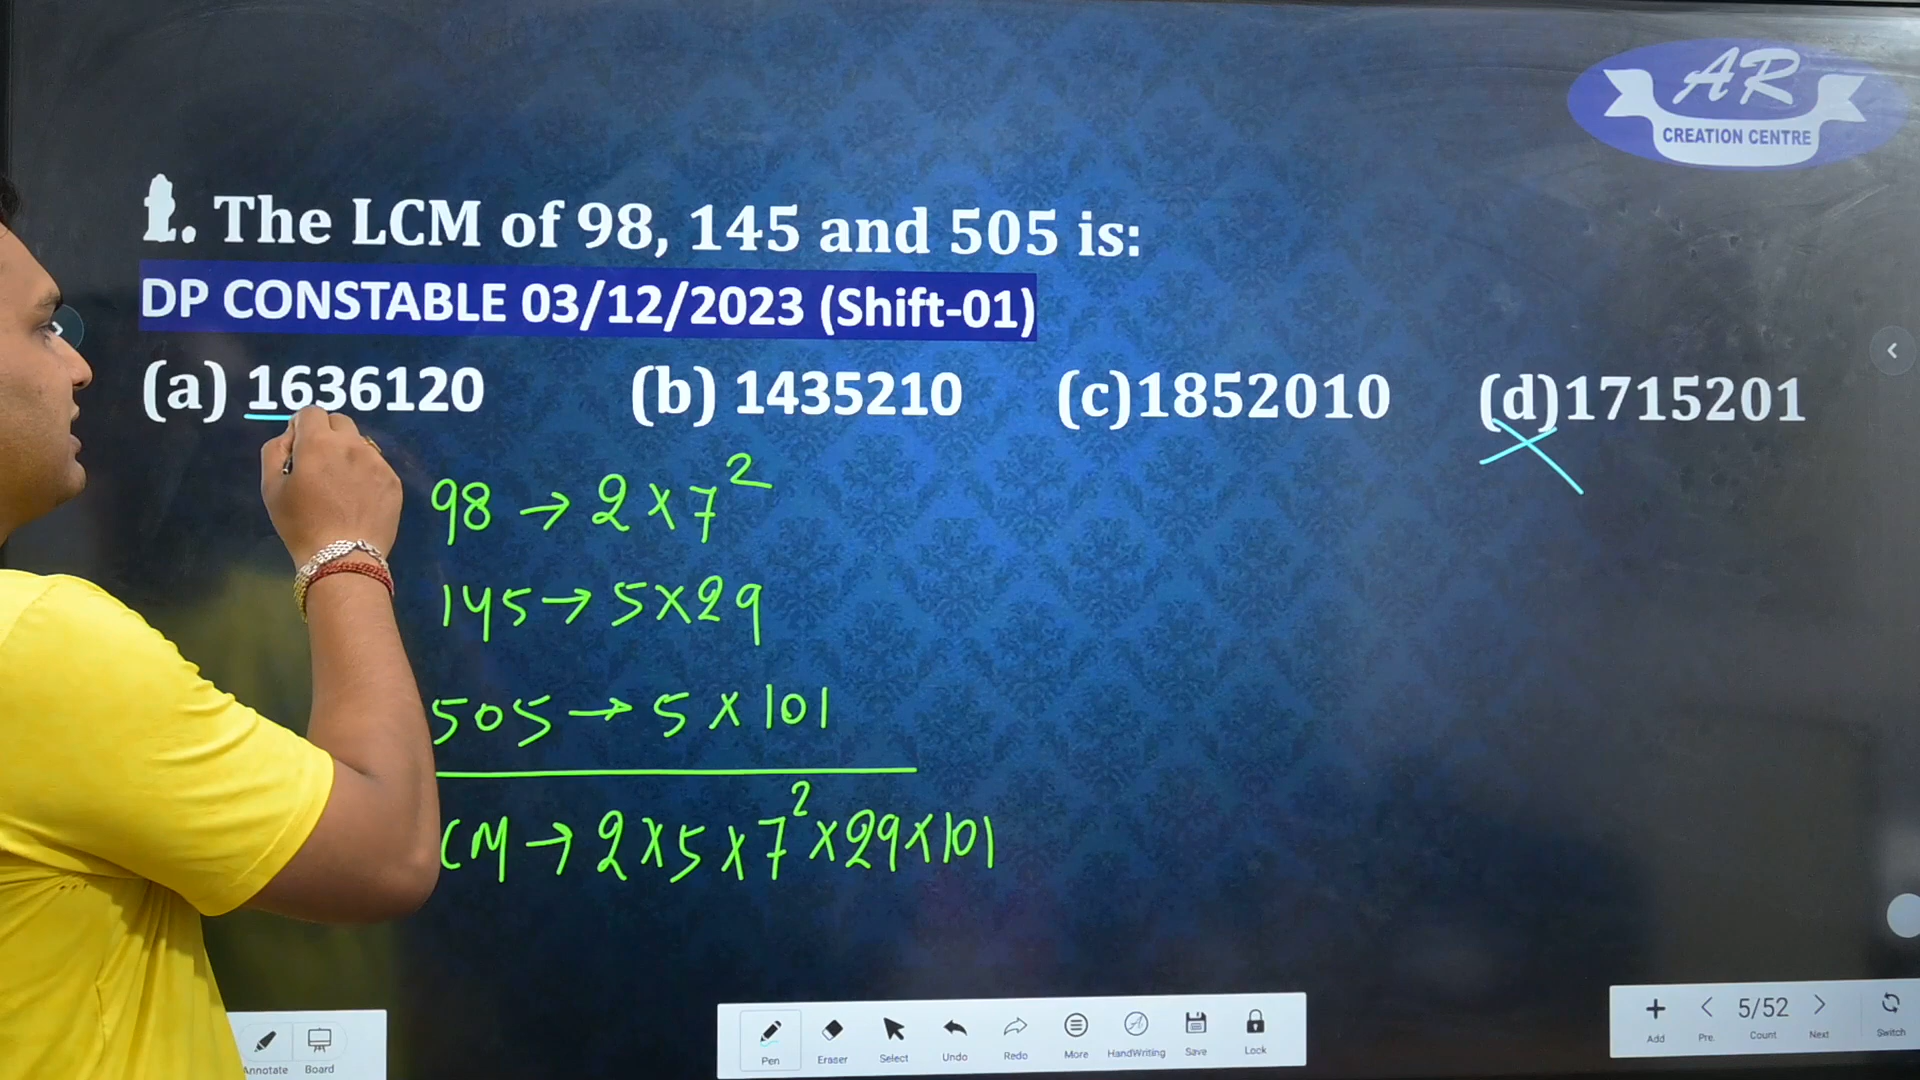 AR
CREATION CENTRE
1. The LCM of 98, 145 and 505 is:
DP CONSTABLE 03/12/2023 (Shift-01)
(a) 1636120 (b) 1435210 (c)1852010 (d)1715201
98 → 2 × 7²
145 → 5×29
505 → 5 × 101
CM → 2×5×7²×29×101
Annotate Board
Pen Eraser Select Undo Redo More HandWriting Save Lock
5/52
Add Pre. Count Next Switch